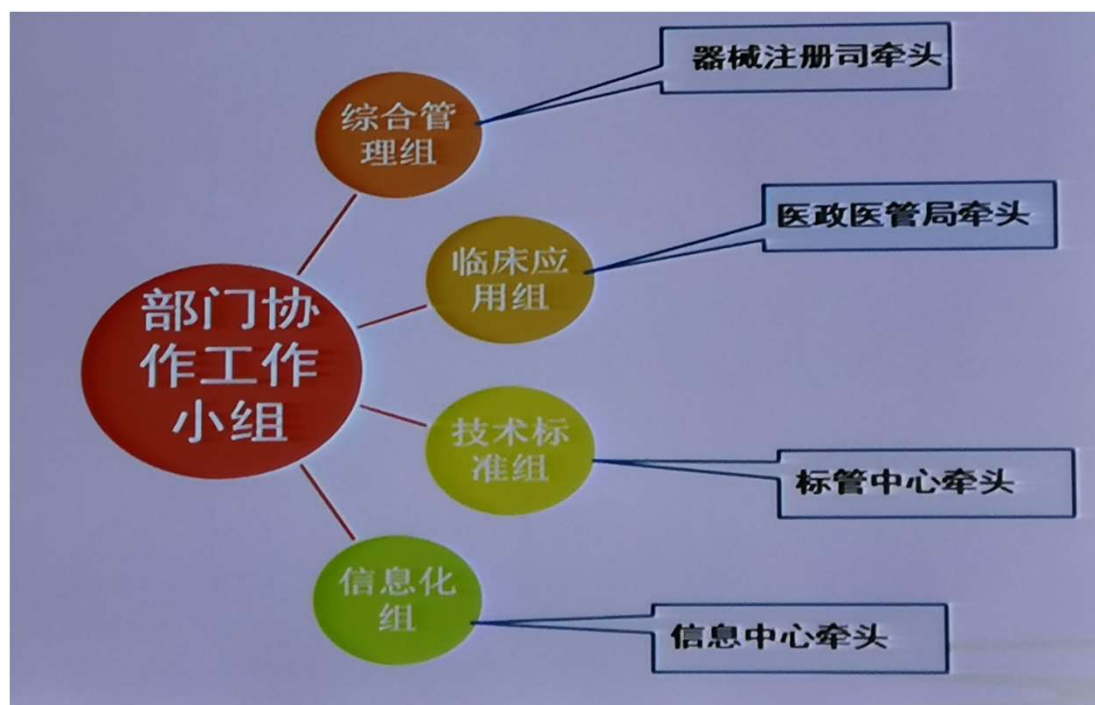 器械注册司牵头
综合管
理组
医政医管局牵头
临床应
用组
部门协
作工作
小组
技术标
准组
标管中心牵头
信息化
组
信息中心牵头